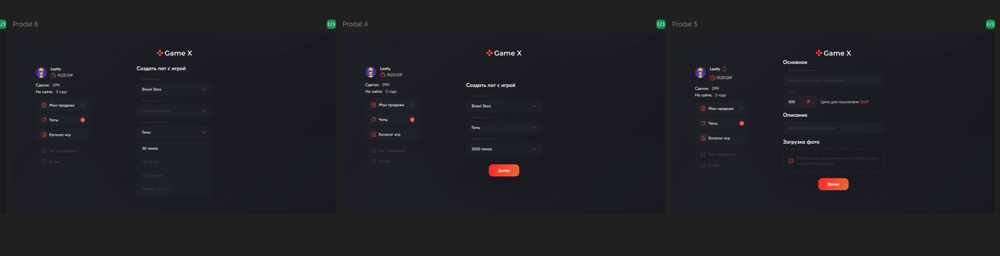 Prodat 6
Game X
Lestty
19,221.01₽
Сделок: 2991
На сайте: 3 года
Мои продажи
Чаты
3
Каталог игр
Тех. поддержка
О нас
Создать лот с игрой
Выберите игру *
Brawl Stars
Выберите услугу *
Тип объявления
Выберите номинал *
Гемы
30 гемов
170 гемов
2000 гемов
Боевой пропуск
Prodat 4
Game X
Lestty
19,221.01₽
Сделок: 2991
На сайте: 3 года
Мои продажи
Чаты
3
Каталог игр
Тех. поддержка
О нас
Создать лот с игрой
Выберите игру *
Brawl Stars
Выберите услугу *
Гемы
Выберите номинал *
2000 гемов
Далее
Prodat 5
Game X
Lestty
19,221.01₽
Сделок: 2991
На сайте: 3 года
Мои продажи
Чаты
3
Каталог игр
Тех. поддержка
О нас
Основное
Заголовок объявления *
Введите заголовок объявления
Цена *
500 ₽ Цена для покупателя 560₽
Описание
Введите описание товара
Загрузка фото
Перетащите изображения в эту область, или
нажмите внутри неё
Далее